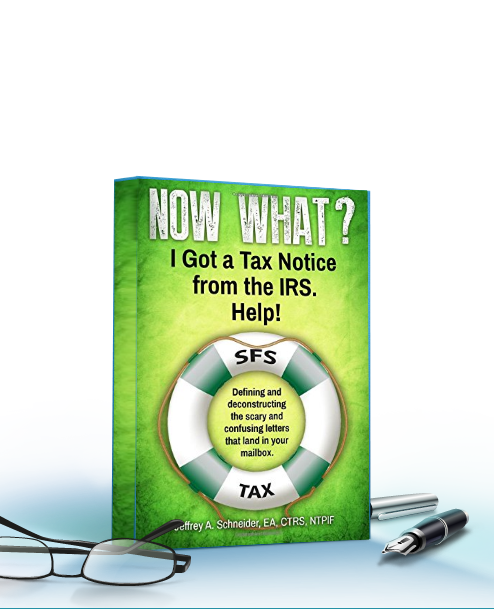 NOW WHAT?
I Got a Tax Notice
from the IRS.
Help!
SFS
Defining and
deconstructing
the scary and
confusing letters
that land in your
mailbox.
TAX
Jeffrey A. Schneider, EA, CTRS, NTPIF